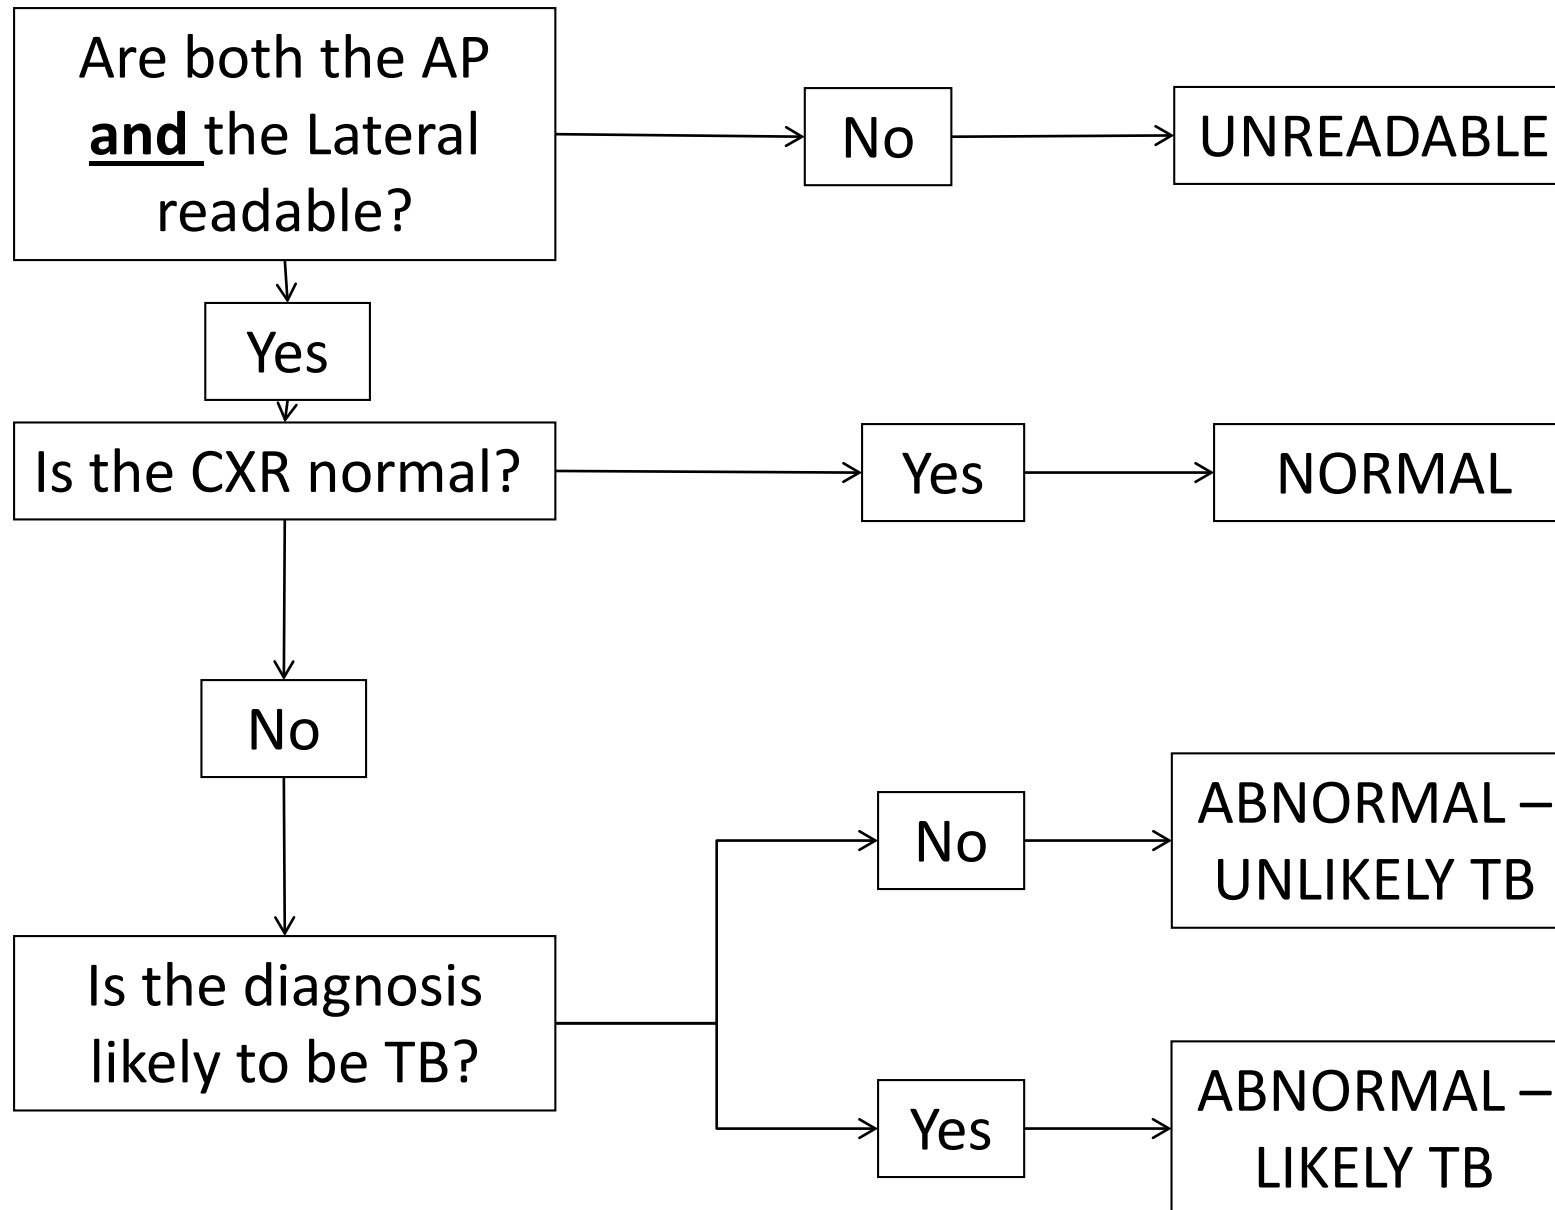 Are both the AP
and the Lateral
readable?
No
UNREADABLE
Yes
Is the CXR normal?
Yes
NORMAL
No
No
ABNORMAL –
UNLIKELY TB
Is the diagnosis
likely to be TB?
Yes
ABNORMAL –
LIKELY TB